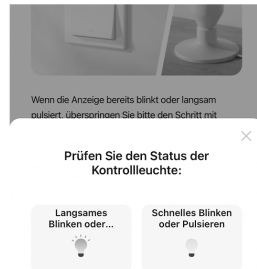 Wenn die Anzeige bereits blinkt oder langsam
pulsiert, überspringen Sie bitte den Schritt mit
Prüfen Sie den Status der
Kontrollleuchte:
Langsames
Blinken oder...
Schnelles Blinken
oder Pulsieren